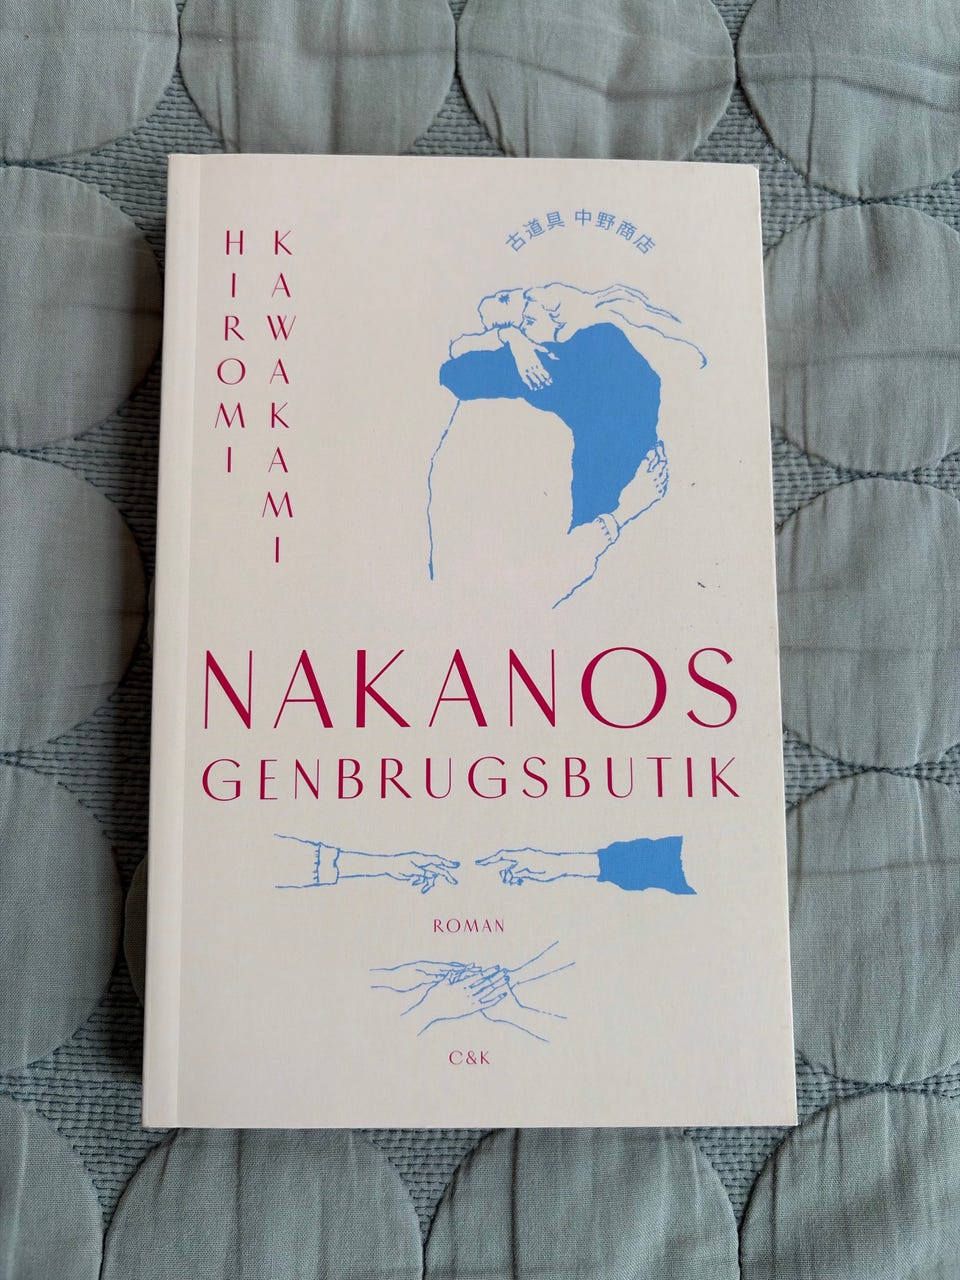 HIROMI
KAWAKAMI
古道具 中野商店
NAKANOS
GENBRUGSBUTIK
ROMAN
C&K